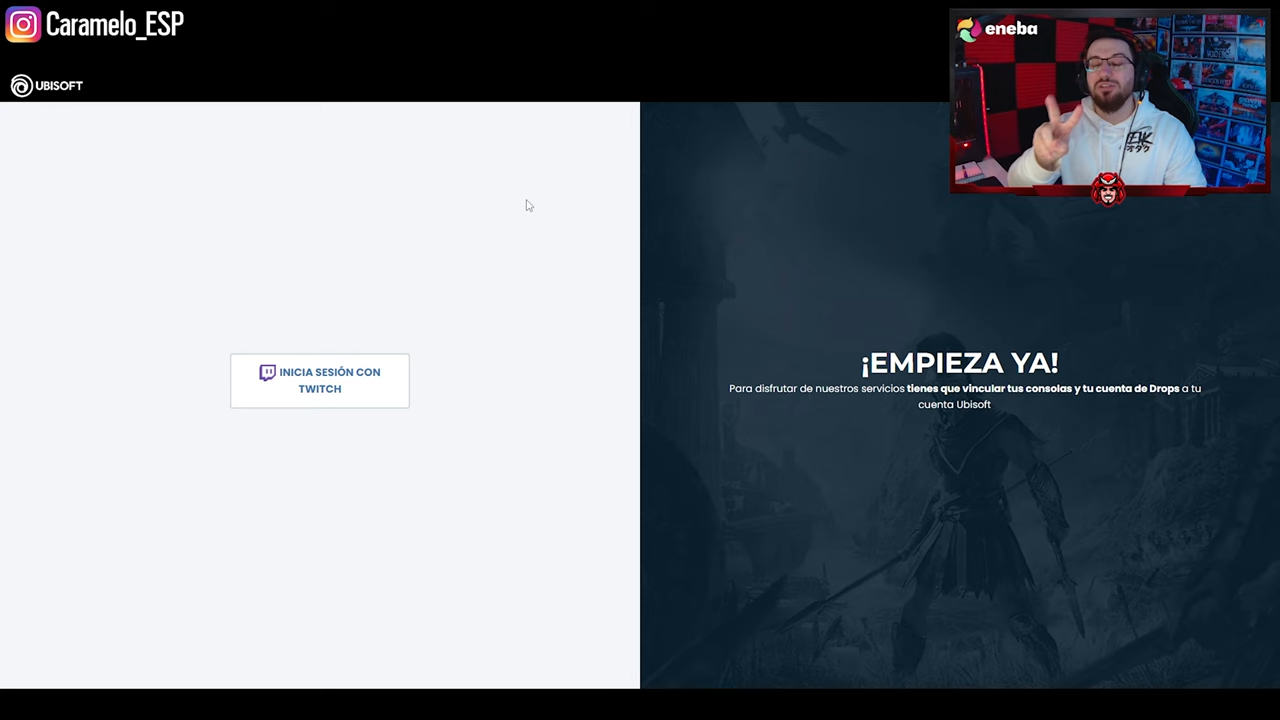 Caramelo_ESP
UBISOFT
eneba
INICIA SESIÓN CON
TWITCH
¡EMPIEZA YA!
Para disfrutar de nuestros servicios tienes que vincular tus consolas y tu cuenta de Drops a tu
cuenta Ubisoft